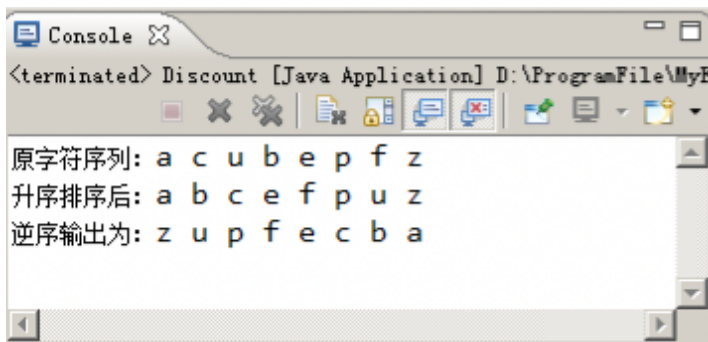 Console
<terminated> Discount [Java Application] D:\ProgramFile\MyE
原字符序列: a c u b e p f z
升序排序后: a b c e f p u z
逆序输出为: z u p f e c b a